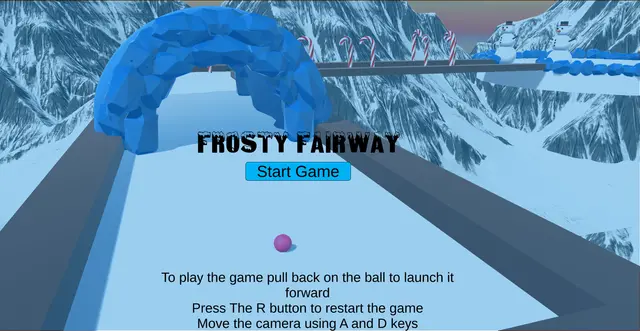 Frosty Fairway
Start Game
To play the game pull back on the ball to launch it
forward
Press The R button to restart the game
Move the camera using A and D keys